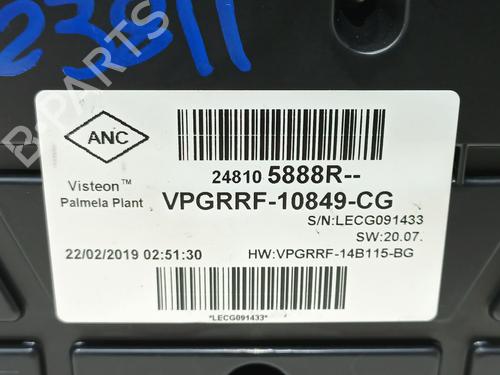 23811
ANC
24810 5888R--
Visteon™
Palmela Plant
VPGRRF-10849-CG
S/N:LECG091433
SW:20.07.
22/02/2019 02:51:30
HW:VPGRRF-14B115-BG
*LECG091433*
B-PARTS